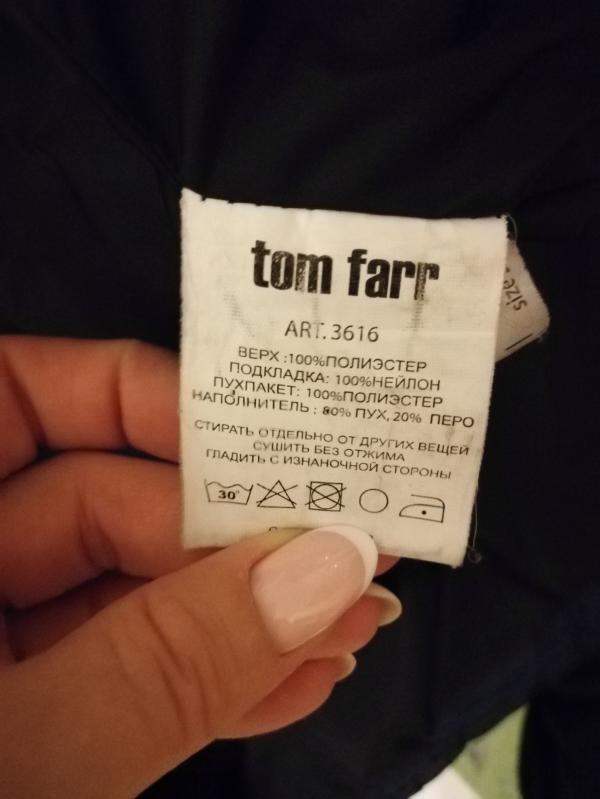 tom farr
ART. 3616
ВЕРХ :100%ПОЛИЭСТЕР
ПОДКЛАДКА: 100%НЕЙЛОН
ПУХПАКЕТ: 100%ПОЛИЭСТЕР
НАПОЛНИТЕЛЬ : 80% ПУХ, 20% ПЕРО
СТИРАТЬ ОТДЕЛЬНО ОТ ДРУГИХ ВЕЩЕЙ
СУШИТЬ БЕЗ ОТЖИМА
ГЛАДИТЬ С ИЗНАНОЧНОЙ СТОРОНЫ
30°
size